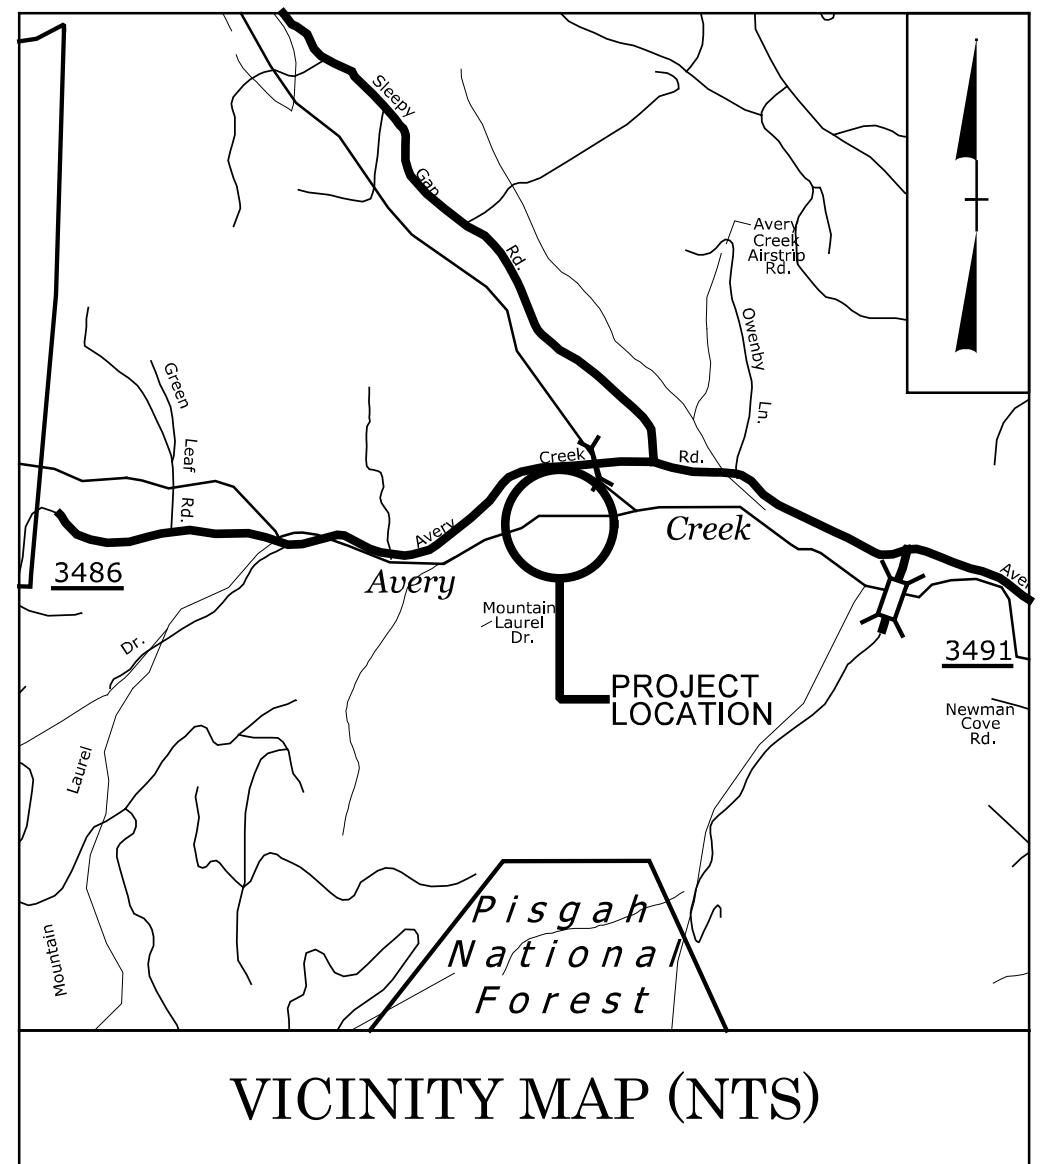 Sleepy
Gap
Rd.
Avery
Creek
Airstrip
Rd.
Owenby
Ln.
Green
Leaf
Rd.
Avery
Creek
Rd.
Ave
Avery
Creek
3486
3491
Mountain
Laurel
Dr.
PROJECT
LOCATION
Newman
Cove
Rd.
Dr.
Laurel
Mountain
Pisgah
National
Forest
VICINITY MAP (NTS)